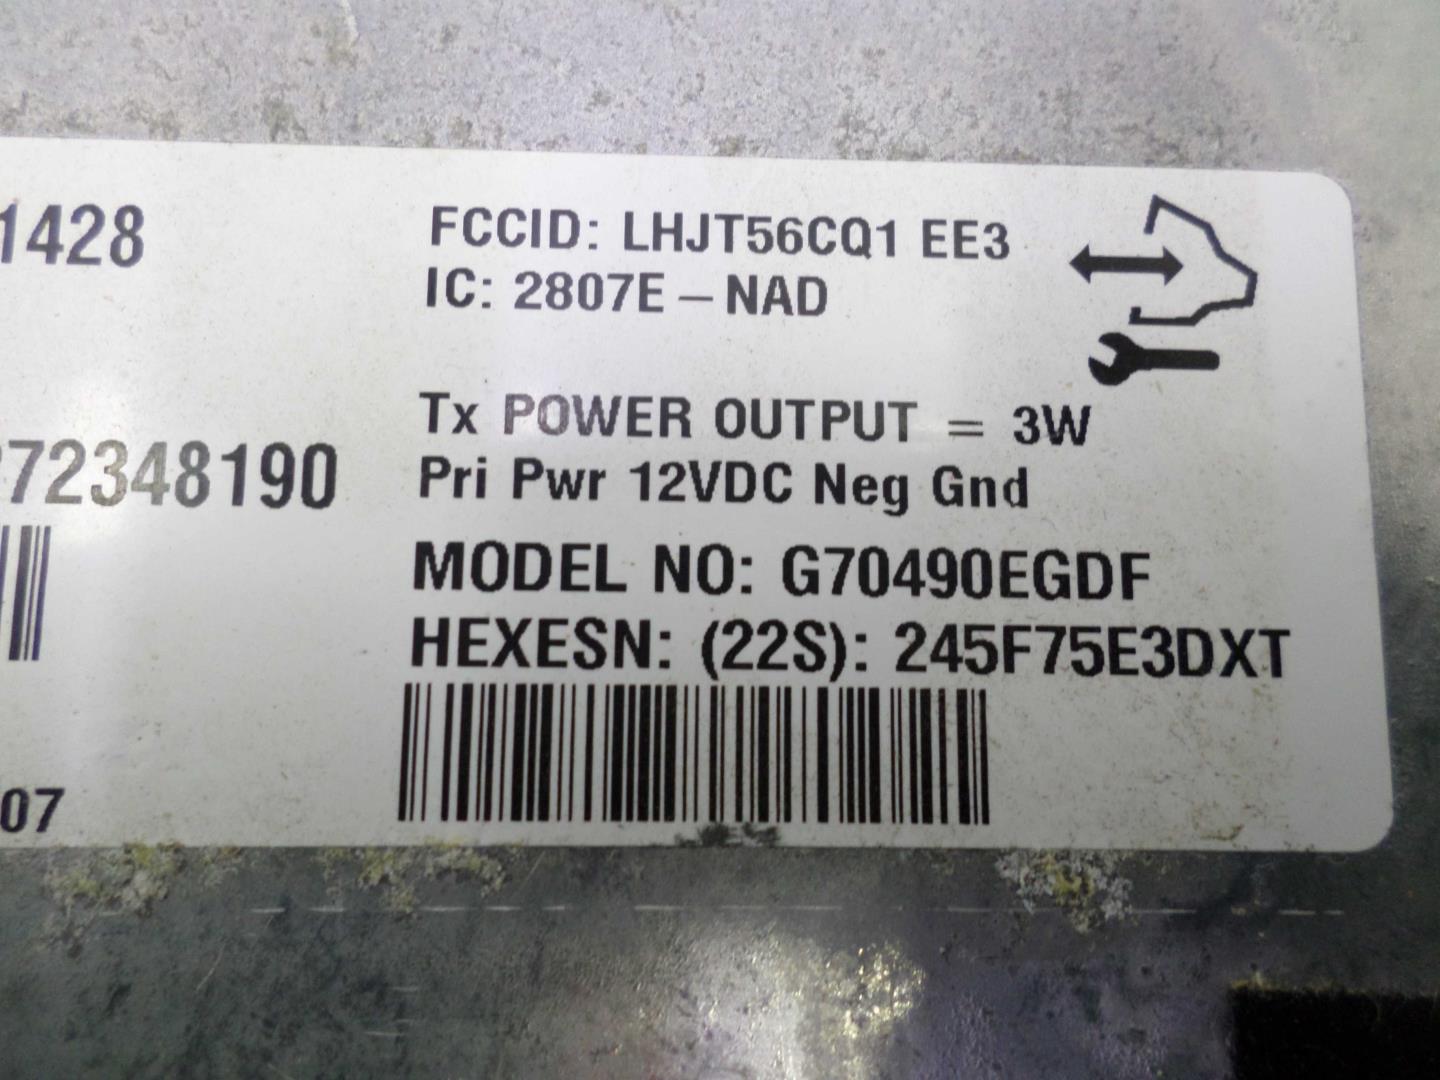 1428
FCCID: LHJT56CQ1 EE3
IC: 2807E – NAD
Tx POWER OUTPUT = 3W
Pri Pwr 12VDC Neg Gnd
72348190
MODEL NO: G70490EGDF
HEXESN: (22S): 245F75E3DXT
07